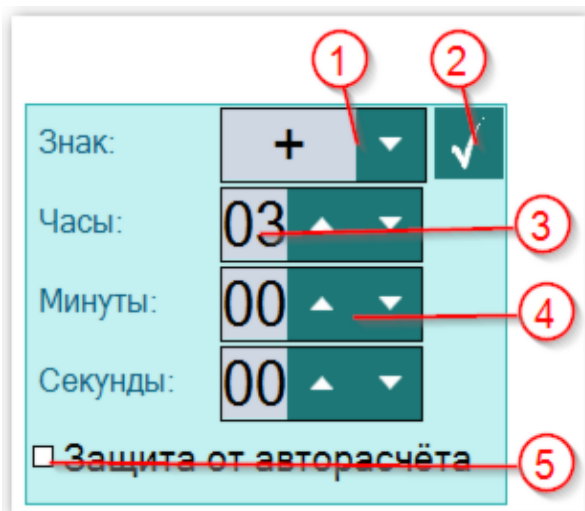 1 2
Знак: +
Часы: 03 3
Минуты: 00 4
Секунды: 00
Защита от авторасчёта 5